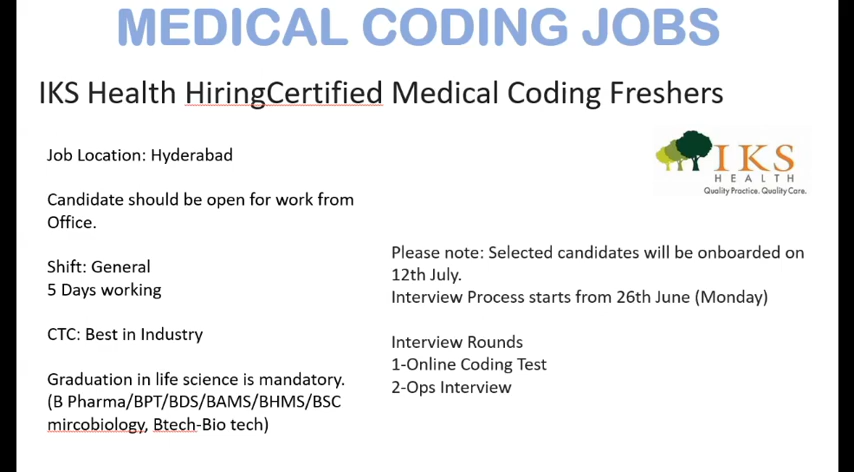 MEDICAL CODING JOBS
IKS Health HiringCertified Medical Coding Freshers
Job Location: Hyderabad
Candidate should be open for work from
Office.
Shift: General
5 Days working
CTC: Best in Industry
Graduation in life science is mandatory.
(B Pharma/BPT/BDS/BAMS/BHMS/BSC
mircobiology, Btech-Bio tech)
IKS
HEALTH
Quality Practice. Quality Care.
Please note: Selected candidates will be onboarded on
12th July.
Interview Process starts from 26th June (Monday)
Interview Rounds
1-Online Coding Test
2-Ops Interview